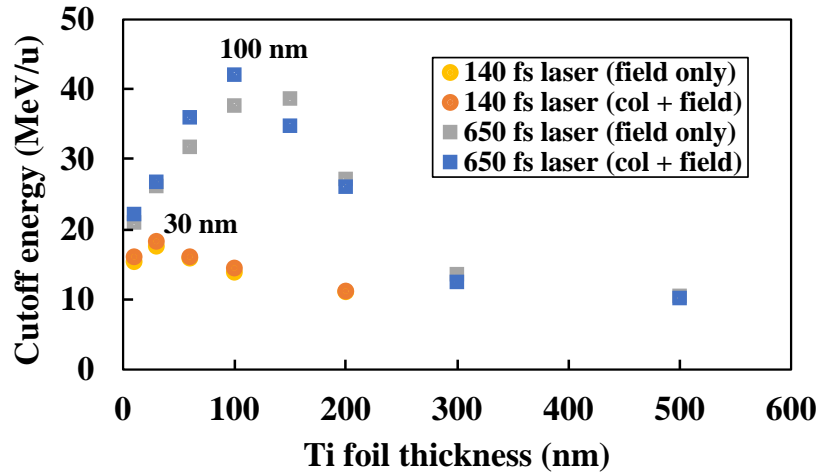 50
40
30
20
10
0
Cutoff energy (MeV/u)
100 nm
30 nm
140 fs laser (field only)
140 fs laser (col + field)
650 fs laser (field only)
650 fs laser (col + field)
0 100 200 300 400 500 600
Ti foil thickness (nm)